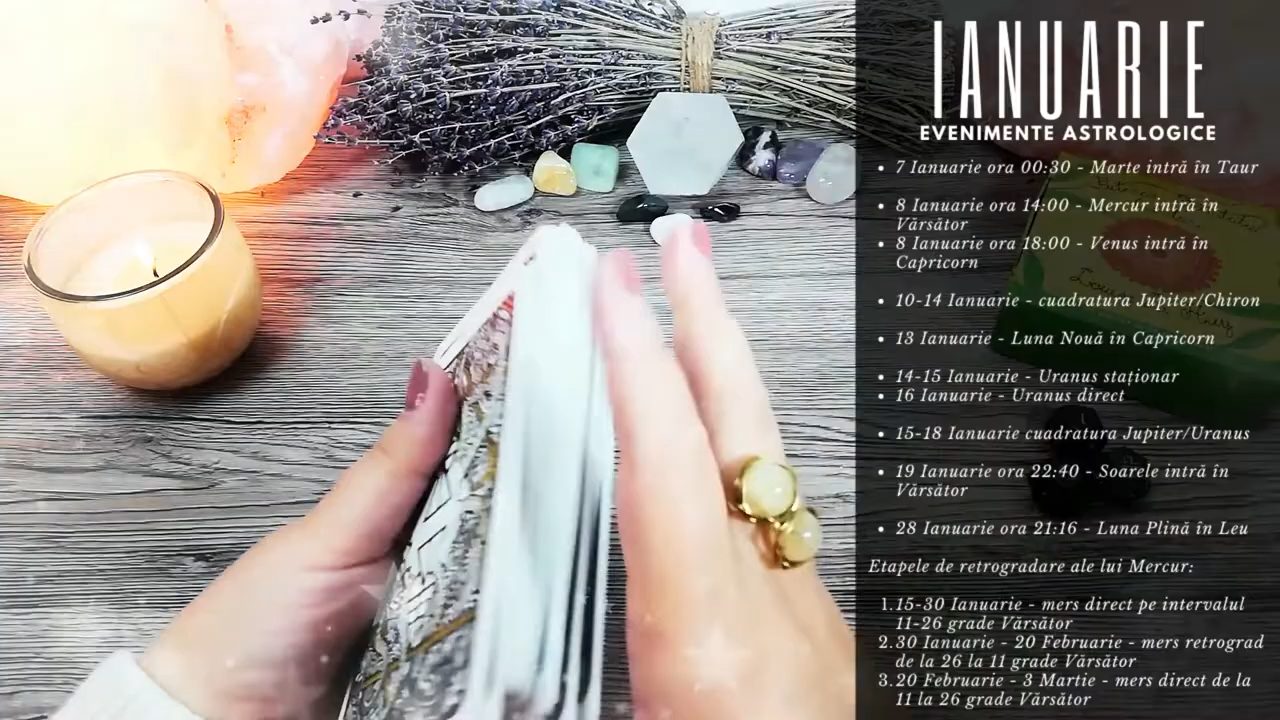 IANUARIE
EVENIMENTE ASTROLOGICE
• 7 Ianuarie ora 00:30 - Marte intră în Taur
• 8 Ianuarie ora 14:00 - Mercur intră în
Vărsător
• 8 Ianuarie ora 18:00 - Venus intră în
Capricorn
• 10-14 Ianuarie - cuadratura Jupiter/Chiron
• 13 Ianuarie - Luna Nouă în Capricorn
• 14-15 Ianuarie - Uranus staționar
• 16 Ianuarie - Uranus direct
• 15-18 Ianuarie cuadratura Jupiter/Uranus
• 19 Ianuarie ora 22:40 - Soarele intră în
Vărsător
• 28 Ianuarie ora 21:16 - Luna Plină în Leu
Etapele de retrogradare ale lui Mercur:
1.15-30 Ianuarie - mers direct pe intervalul
11-26 grade Vărsător
2.30 Ianuarie - 20 Februarie - mers retrograd
de la 26 la 11 grade Vărsător
3.20 Februarie - 3 Martie - mers direct de la
11 la 26 grade Vărsător